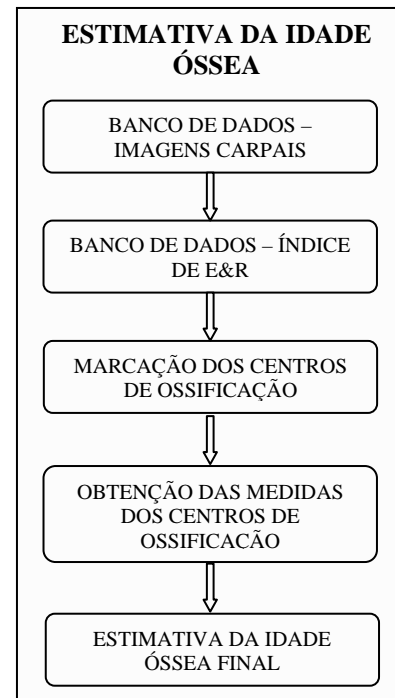 ESTIMATIVA DA IDADE
ÓSSEA
BANCO DE DADOS –
IMAGENS CARPAIS
BANCO DE DADOS – ÍNDICE
DE E&R
MARCAÇÃO DOS CENTROS
DE OSSIFICAÇÃO
OBTENÇÃO DAS MEDIDAS
DOS CENTROS DE
OSSIFICACÃO
ESTIMATIVA DA IDADE
ÓSSEA FINAL